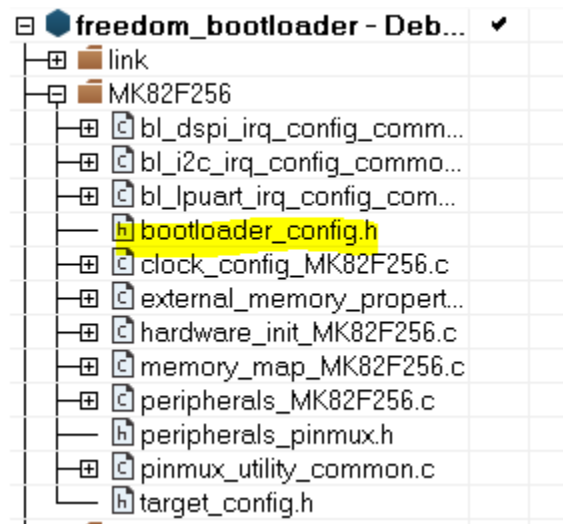 freedom_bootloader - Deb...
link
MK82F256
bl_dspi_irq_config_comm...
bl_i2c_irq_config_commo...
bl_lpuart_irq_config_com...
bootloader_config.h
clock_config_MK82F256.c
external_memory_propert...
hardware_init_MK82F256.c
memory_map_MK82F256.c
peripherals_MK82F256.c
peripherals_pinmux.h
pinmux_utility_common.c
target_config.h